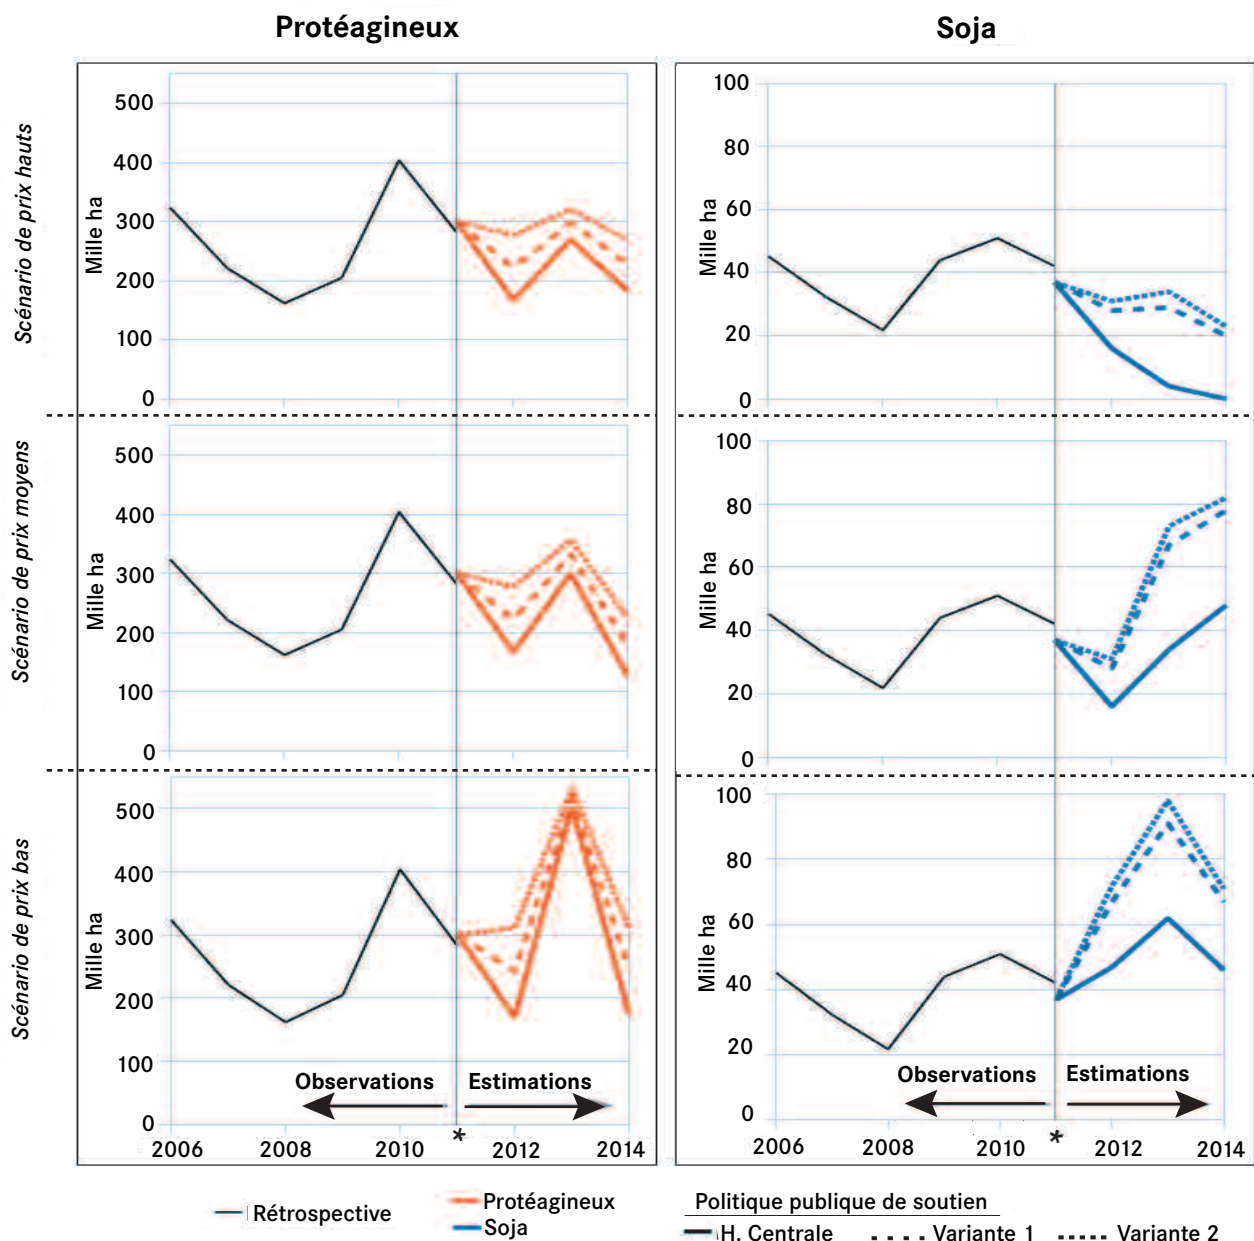 Protéagineux
Soja
Scénario de prix hauts
Mille ha
500
400
300
200
100
0
Mille ha
100
80
60
40
20
0
Scénario de prix moyens
Mille ha
500
400
300
200
100
0
Mille ha
100
80
60
40
20
0
Scénario de prix bas
Mille ha
500
400
300
200
100
0
Observations
Estimations
2006
2008
2010
*
2012
2014
Mille ha
100
80
60
40
20
0
Observations
Estimations
2006
2008
2010
*
2012
2014
Rétrospective
Protéagineux
Soja
Politique publique de soutien
H. Centrale
Variante 1
Variante 2